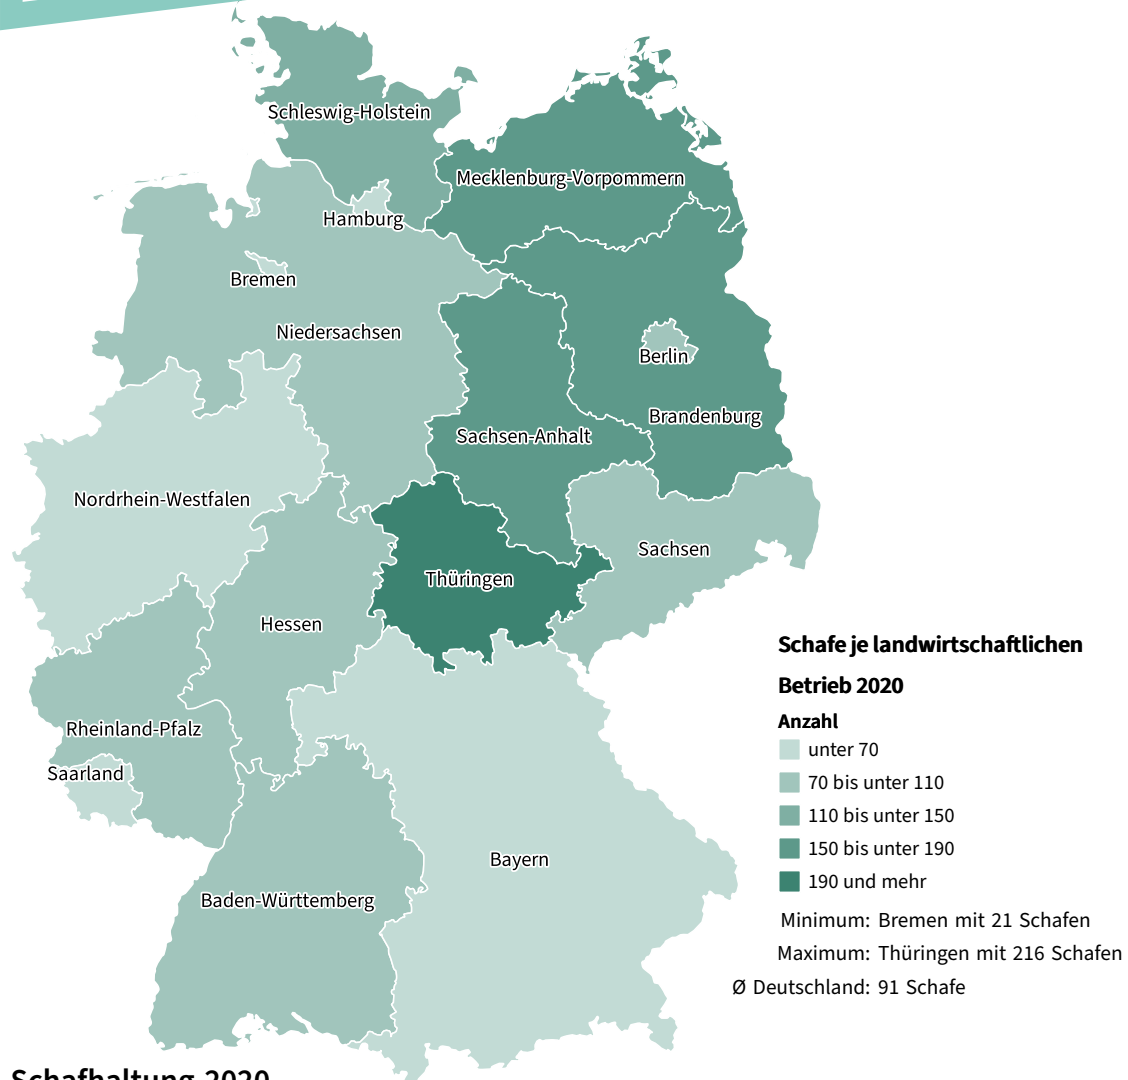 Schleswig-Holstein
Mecklenburg-Vorpommern
Hamburg
Bremen
Niedersachsen
Berlin
Brandenburg
Sachsen-Anhalt
Nordrhein-Westfalen
Sachsen
Thüringen
Hessen
Rheinland-Pfalz
Saarland
Bayern
Baden-Württemberg
Schafe je landwirtschaftlichen
Betrieb 2020
Anzahl
unter 70
70 bis unter 110
110 bis unter 150
150 bis unter 190
190 und mehr
Minimum: Bremen mit 21 Schafen
Maximum: Thüringen mit 216 Schafen
Ø Deutschland: 91 Schafe
Schafhaltung 2020